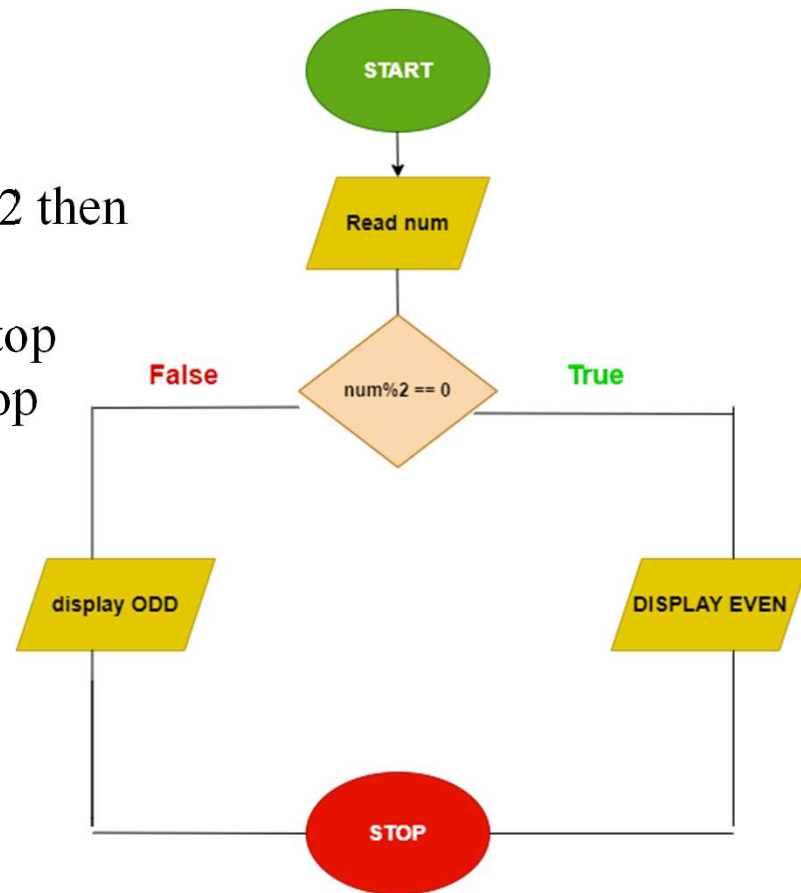 START
2 then
Read num
top
op
False
True
num%2 == 0
display ODD
DISPLAY EVEN
STOP